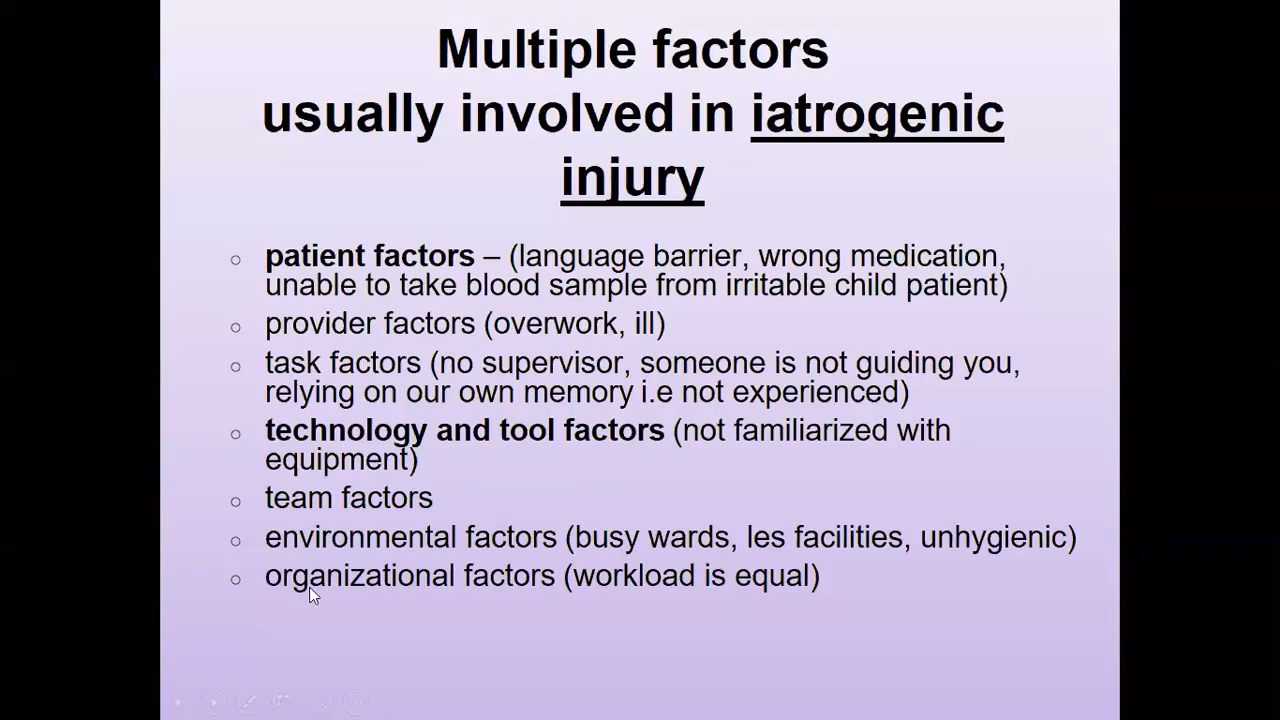 Multiple factors
usually involved in iatrogenic
injury
patient factors – (language barrier, wrong medication,
unable to take blood sample from irritable child patient)
provider factors (overwork, ill)
task factors (no supervisor, someone is not guiding you,
relying on our own memory i.e not experienced)
technology and tool factors (not familiarized with
equipment)
team factors
environmental factors (busy wards, les facilities, unhygienic)
organizational factors (workload is equal)